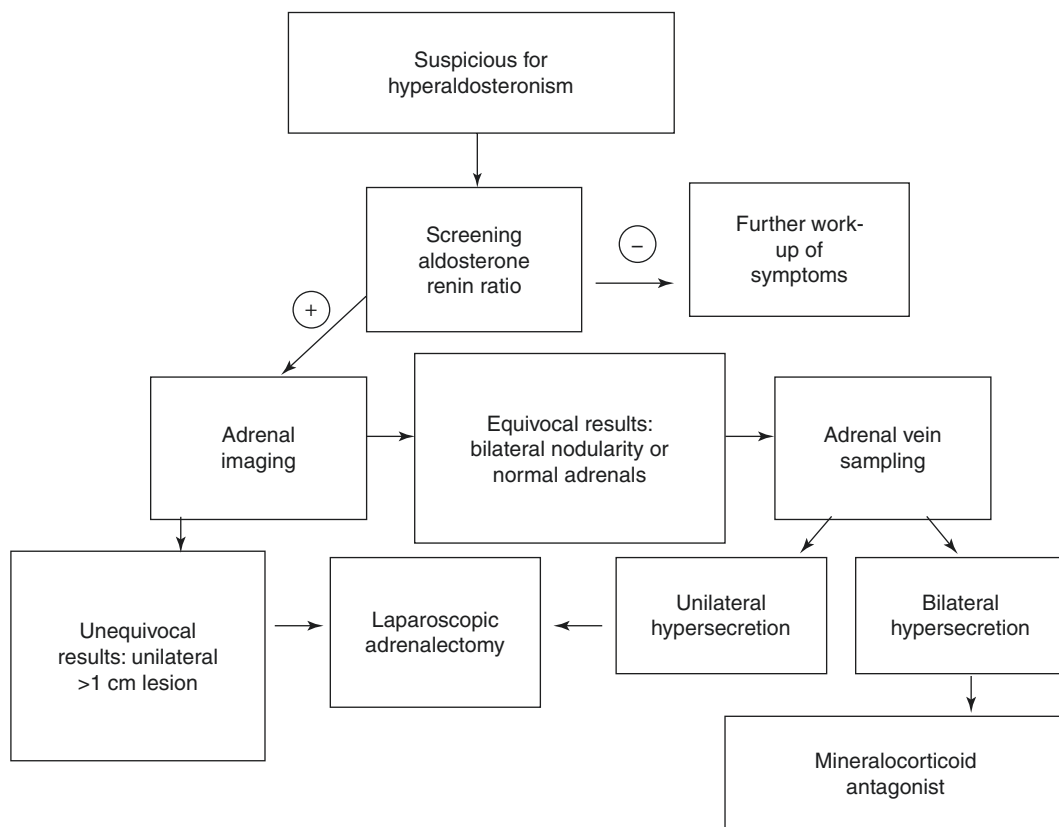 Suspicious for
hyperaldosteronism
Screening
aldosterone
renin ratio
−
Further work-
up of
symptoms
+
Adrenal
imaging
Equivocal results:
bilateral nodularity or
normal adrenals
Adrenal vein
sampling
Unequivocal
results: unilateral
>1 cm lesion
Laparoscopic
adrenalectomy
Unilateral
hypersecretion
Bilateral
hypersecretion
Mineralocorticoid
antagonist